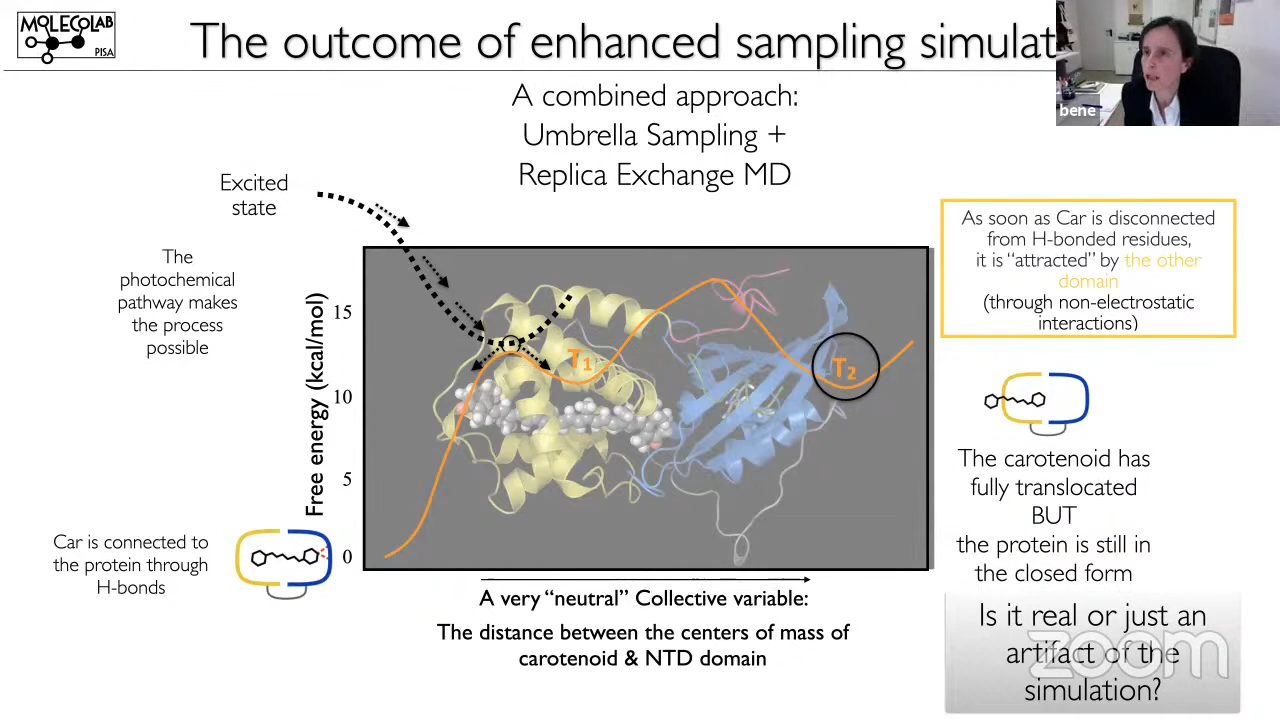 MOLECOLAB
PISA
The outcome of enhanced sampling simulat
bene
A combined approach:
Umbrella Sampling +
Replica Exchange MD
Excited
state
The
photochemical
pathway makes
the process
possible
Free energy (kcal/mol)
15
10
5
0
T1
T2
As soon as Car is disconnected
from H-bonded residues,
it is “attracted” by the other
domain
(through non-electrostatic
interactions)
The carotenoid has
fully translocated
BUT
the protein is still in
the closed form
Car is connected to
the protein through
H-bonds
A very “neutral” Collective variable:
The distance between the centers of mass of
carotenoid & NTD domain
Is it real or just an
artifact of the
simulation?
zoom